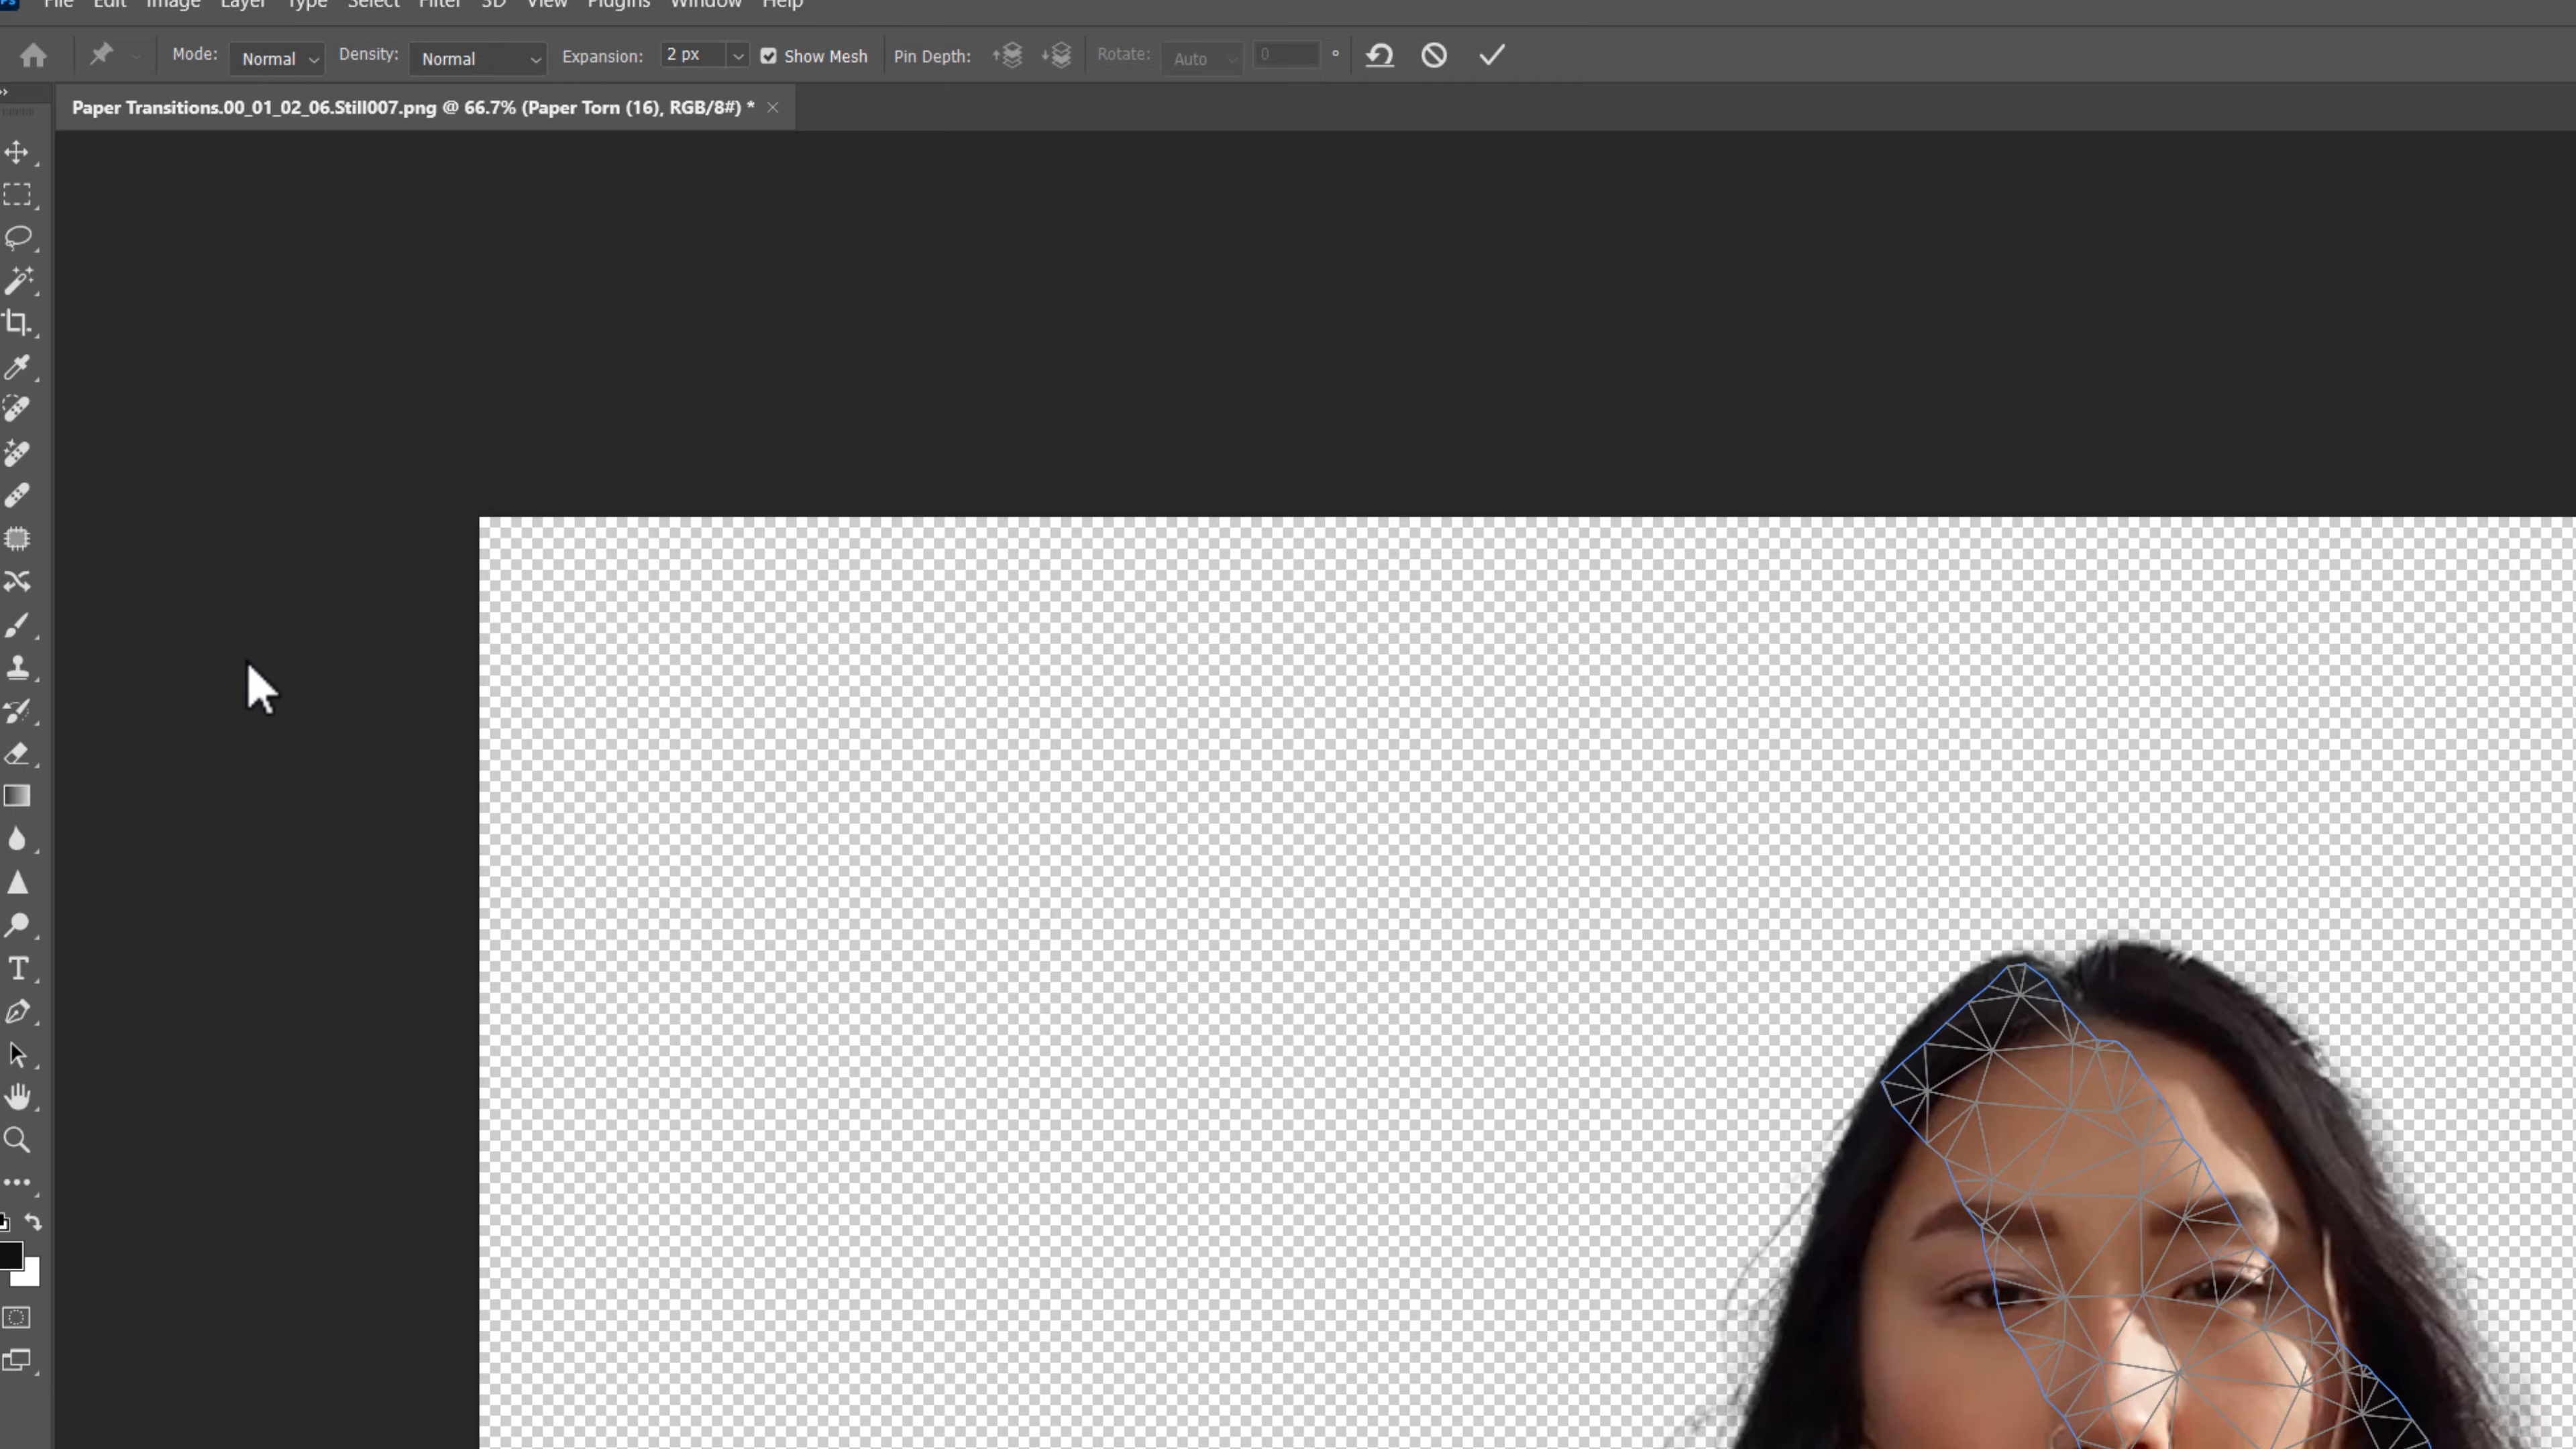 Ps File Edit Image Layer Type Select Filter 3D View Plugins Window Help
Mode: Normal Density: Normal Expansion: 2 px Show Mesh Pin Depth: Rotate: Auto 0 °
Paper Transitions.00_01_02_06.Still007.png @ 66.7% (Paper Torn (16), RGB/8#) * ×